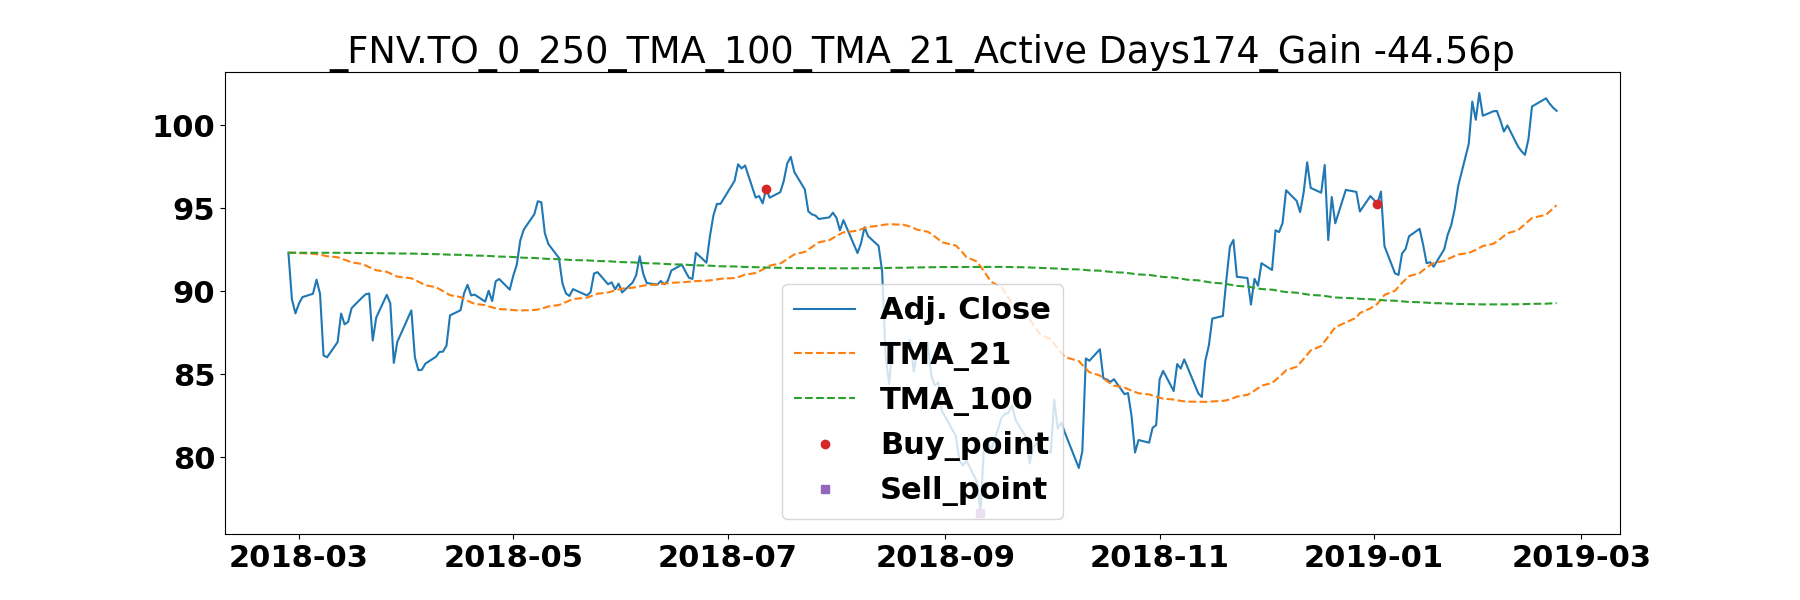 _FNV.TO_0_250_TMA_100_TMA_21_Active Days174_Gain -44.56p
100
95
90
85
80
Adj. Close
TMA_21
TMA_100
Buy_point
Sell_point
2018-03 2018-05 2018-07 2018-09 2018-11 2019-01 2019-03